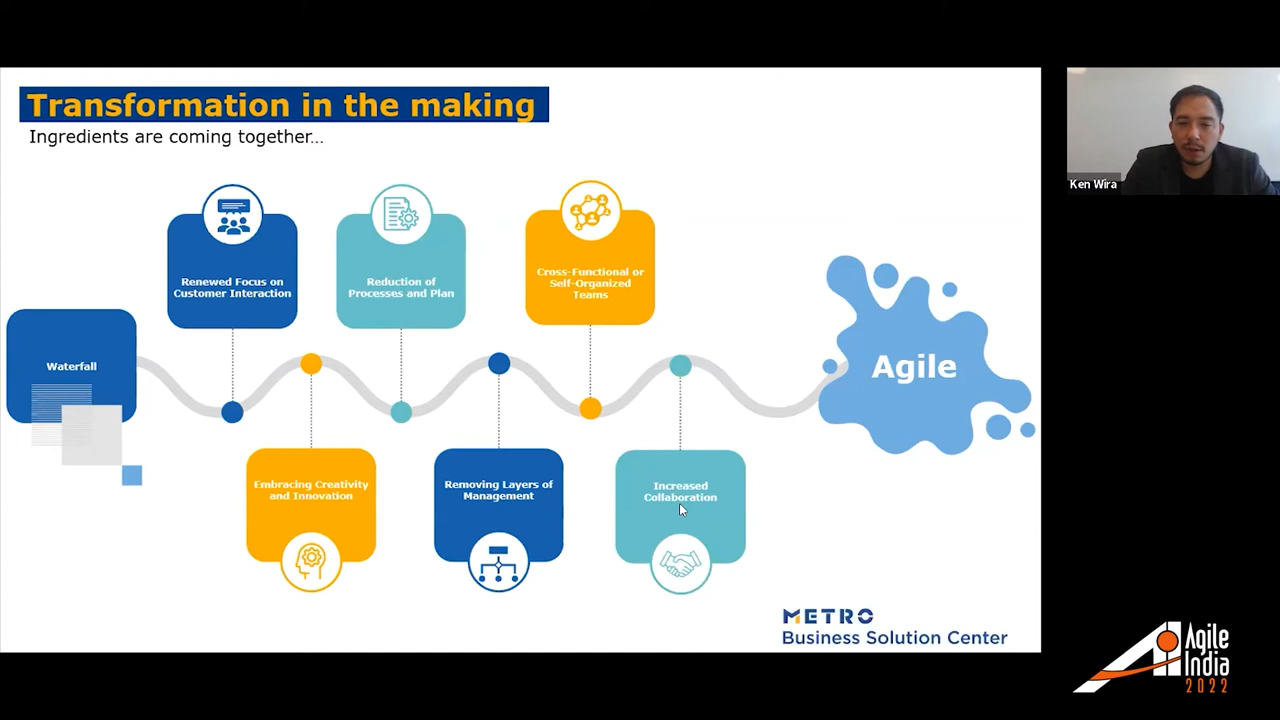 Transformation in the making
Ingredients are coming together...
Ken Wira
Waterfall
Renewed Focus on
Customer Interaction
Embracing Creativity
and Innovation
Reduction of
Processes and Plan
Removing Layers of
Management
Cross-Functional or
Self-Organized
Teams
Increased
Collaboration
Agile
METRO
Business Solution Center
Agile
India
2022